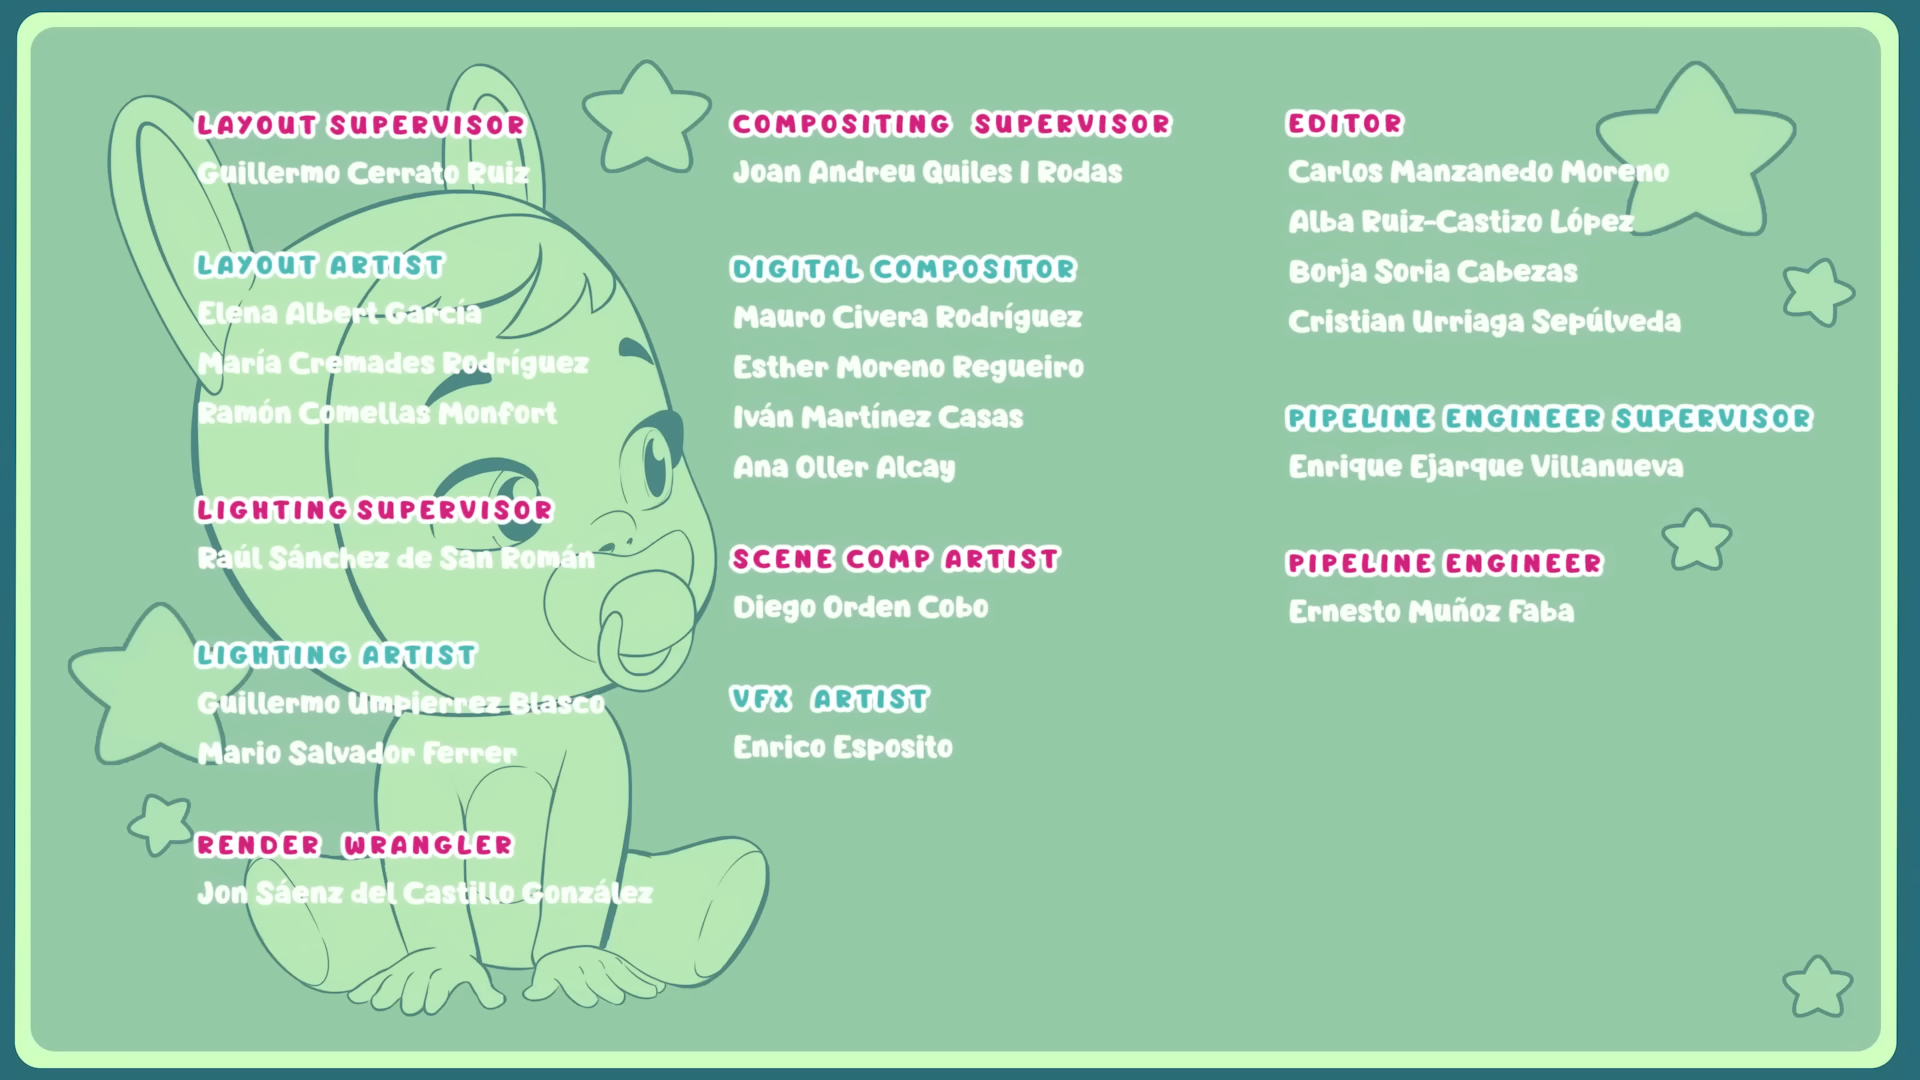 LAYOUT SUPERVISOR
Guillermo Cerrato Ruiz
LAYOUT ARTIST
Elena Albert García
María Cremades Rodríguez
Ramón Comellas Monfort
LIGHTING SUPERVISOR
Raúl Sánchez de San Román
LIGHTING ARTIST
Guillermo Umpierrez Blasco
Mario Salvador Ferrer
RENDER WRANGLER
Jon Sáenz del Castillo González
COMPOSITING SUPERVISOR
Joan Andreu Quiles I Rodas
DIGITAL COMPOSITOR
Mauro Civera Rodríguez
Esther Moreno Regueiro
Iván Martínez Casas
Ana Oller Alcay
SCENE COMP ARTIST
Diego Orden Cobo
VFX ARTIST
Enrico Esposito
EDITOR
Carlos Manzanedo Moreno
Alba Ruiz-Castizo López
Borja Soria Cabezas
Cristian Urriaga Sepúlveda
PIPELINE ENGINEER SUPERVISOR
Enrique Ejarque Villanueva
PIPELINE ENGINEER
Ernesto Muñoz Faba